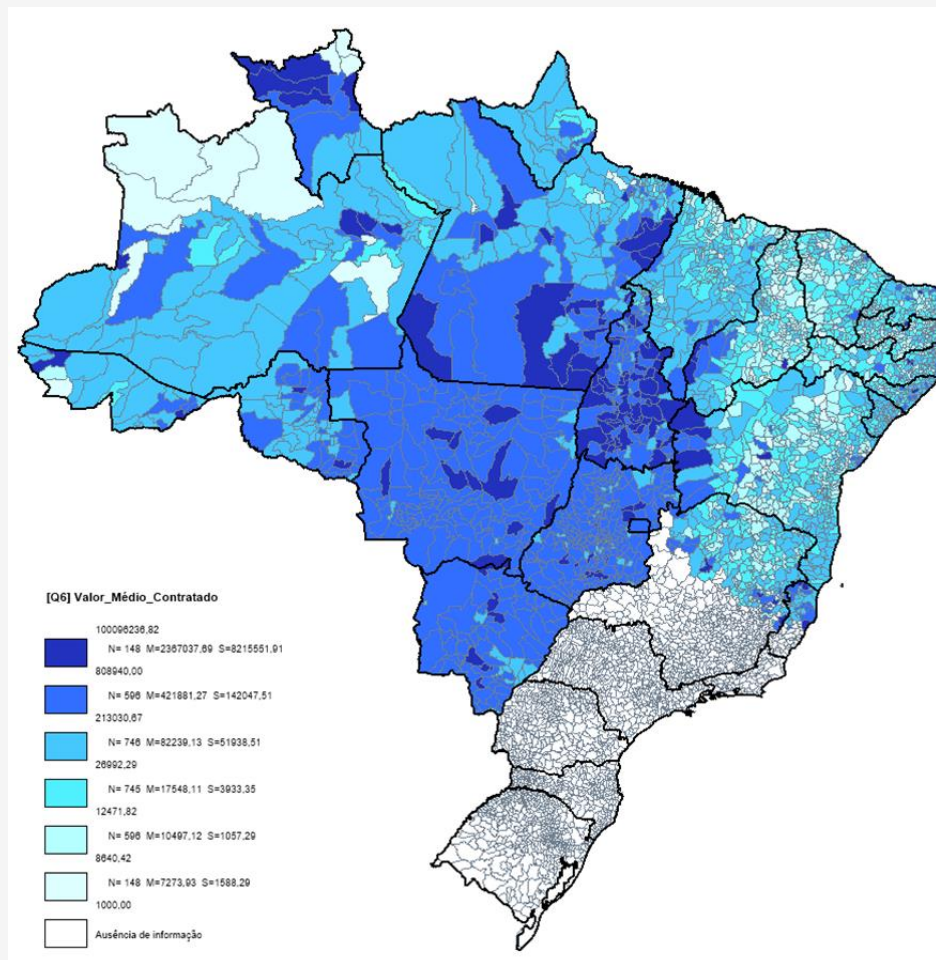 [Q6] Valor_Médio_Contratado
100096236,82
N= 148 M=2367037,69 S=8215551,91
808940,00
N= 596 M=421881,27 S=142047,51
213030,67
N= 746 M=82239,13 S=51938,51
26992,29
N= 745 M=17548,11 S=3933,35
12471,82
N= 596 M=10497,12 S=1057,29
8640,42
N= 148 M=7273,93 S=1588,29
1000,00
Ausência de informação